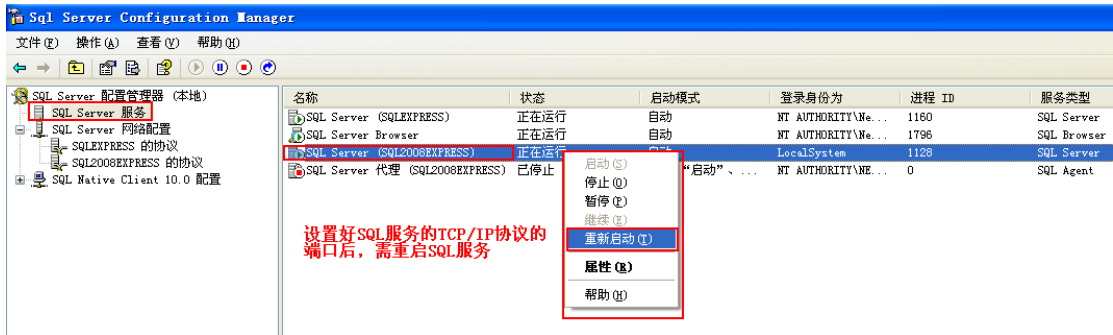 Sql Server Configuration Manager
文件(F) 操作(A) 查看(V) 帮助(H)
SQL Server 配置管理器 (本地)
SQL Server 服务
SQL Server 网络配置
SQLEXPRESS 的协议
SQL2008EXPRESS 的协议
SQL Native Client 10.0 配置
名称 状态 启动模式 登录身份为 进程 ID 服务类型
SQL Server (SQLEXPRESS) 正在运行 自动 NT AUTHORITY\Ne... 1160 SQL Server
SQL Server Browser 正在运行 自动 NT AUTHORITY\NE... 1796 SQL Browser
SQL Server (SQL2008EXPRESS) 正在运行 LocalSystem 1128 SQL Server
SQL Server 代理 (SQL2008EXPRESS) 已停止 “启动”、... NT AUTHORITY\NE... 0 SQL Agent
启动(S)
停止(O)
暂停(P)
继续(E)
重新启动(T)
属性(R)
帮助(H)
设置好SQL服务的TCP/IP协议的
端口后，需重启SQL服务